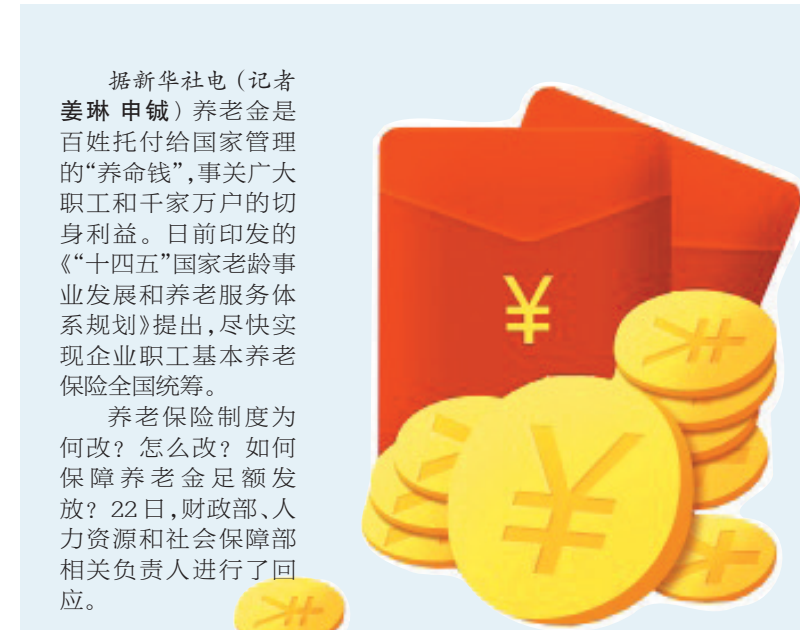 据新华社电（记者
姜琳 申铖）养老金是
百姓托付给国家管理
的“养命钱”，事关广大
职工和千家万户的切
身利益。日前印发的
《“十四五”国家老龄事
业发展和养老服务体
系规划》提出，尽快实
现企业职工基本养老
保险全国统筹。
养老保险制度为
何改？怎么改？如何
保障养老金足额发
放？22日，财政部、人
力资源和社会保障部
相关负责人进行了回
应。
¥
¥
¥
¥
¥